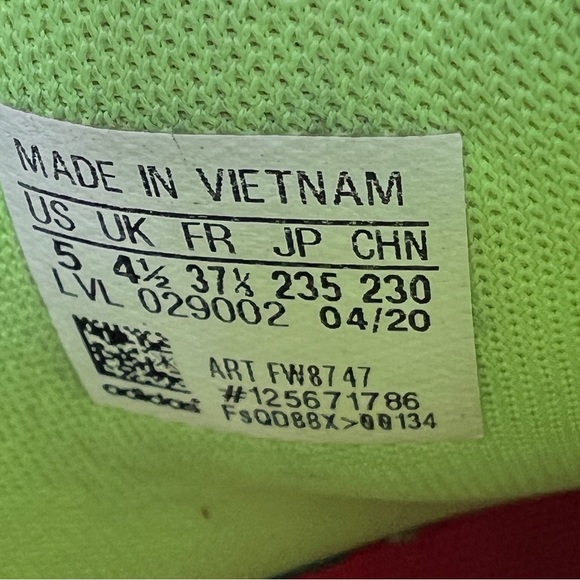 MADE IN VIETNAM
US UK FR JP CHN
5 4½ 37⅓ 235 230
LVL 029002 04/20
ART FW8747
#125671786
adidas
FsQD88X>00134